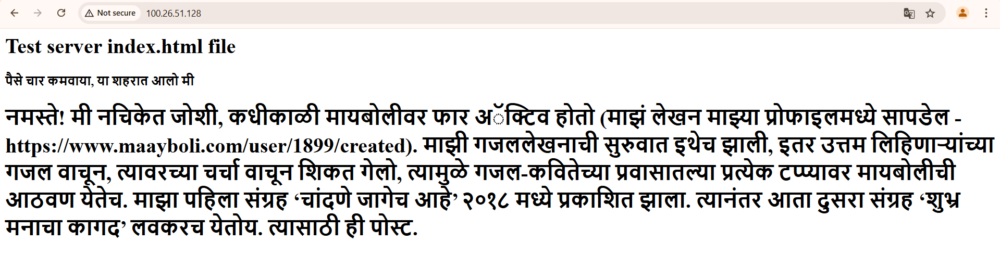 Not secure 100.26.51.128
Test server index.html file
पैसे चार कमवाया, या शहरात आलो मी
नमस्ते! मी नचिकेत जोशी, कधीकाळी मायबोलीवर फार अॅक्टिव होतो (माझं लेखन माझ्या प्रोफाइलमध्ये सापडेल -
https://www.maayboli.com/user/1899/created). माझी गजललेखनाची सुरुवात इथेच झाली, इतर उत्तम लिहिणाऱ्यांच्या
गजल वाचून, त्यावरच्या चर्चा वाचून शिकत गेलो, त्यामुळे गजल-कवितेच्या प्रवासातल्या प्रत्येक टप्प्यावर मायबोलीची
आठवण येतेच. माझा पहिला संग्रह ‘चांदणे जागेच आहे’ २०१८ मध्ये प्रकाशित झाला. त्यानंतर आता दुसरा संग्रह ‘शुभ्र
मनाचा कागद’ लवकरच येतोय. त्यासाठी ही पोस्ट.